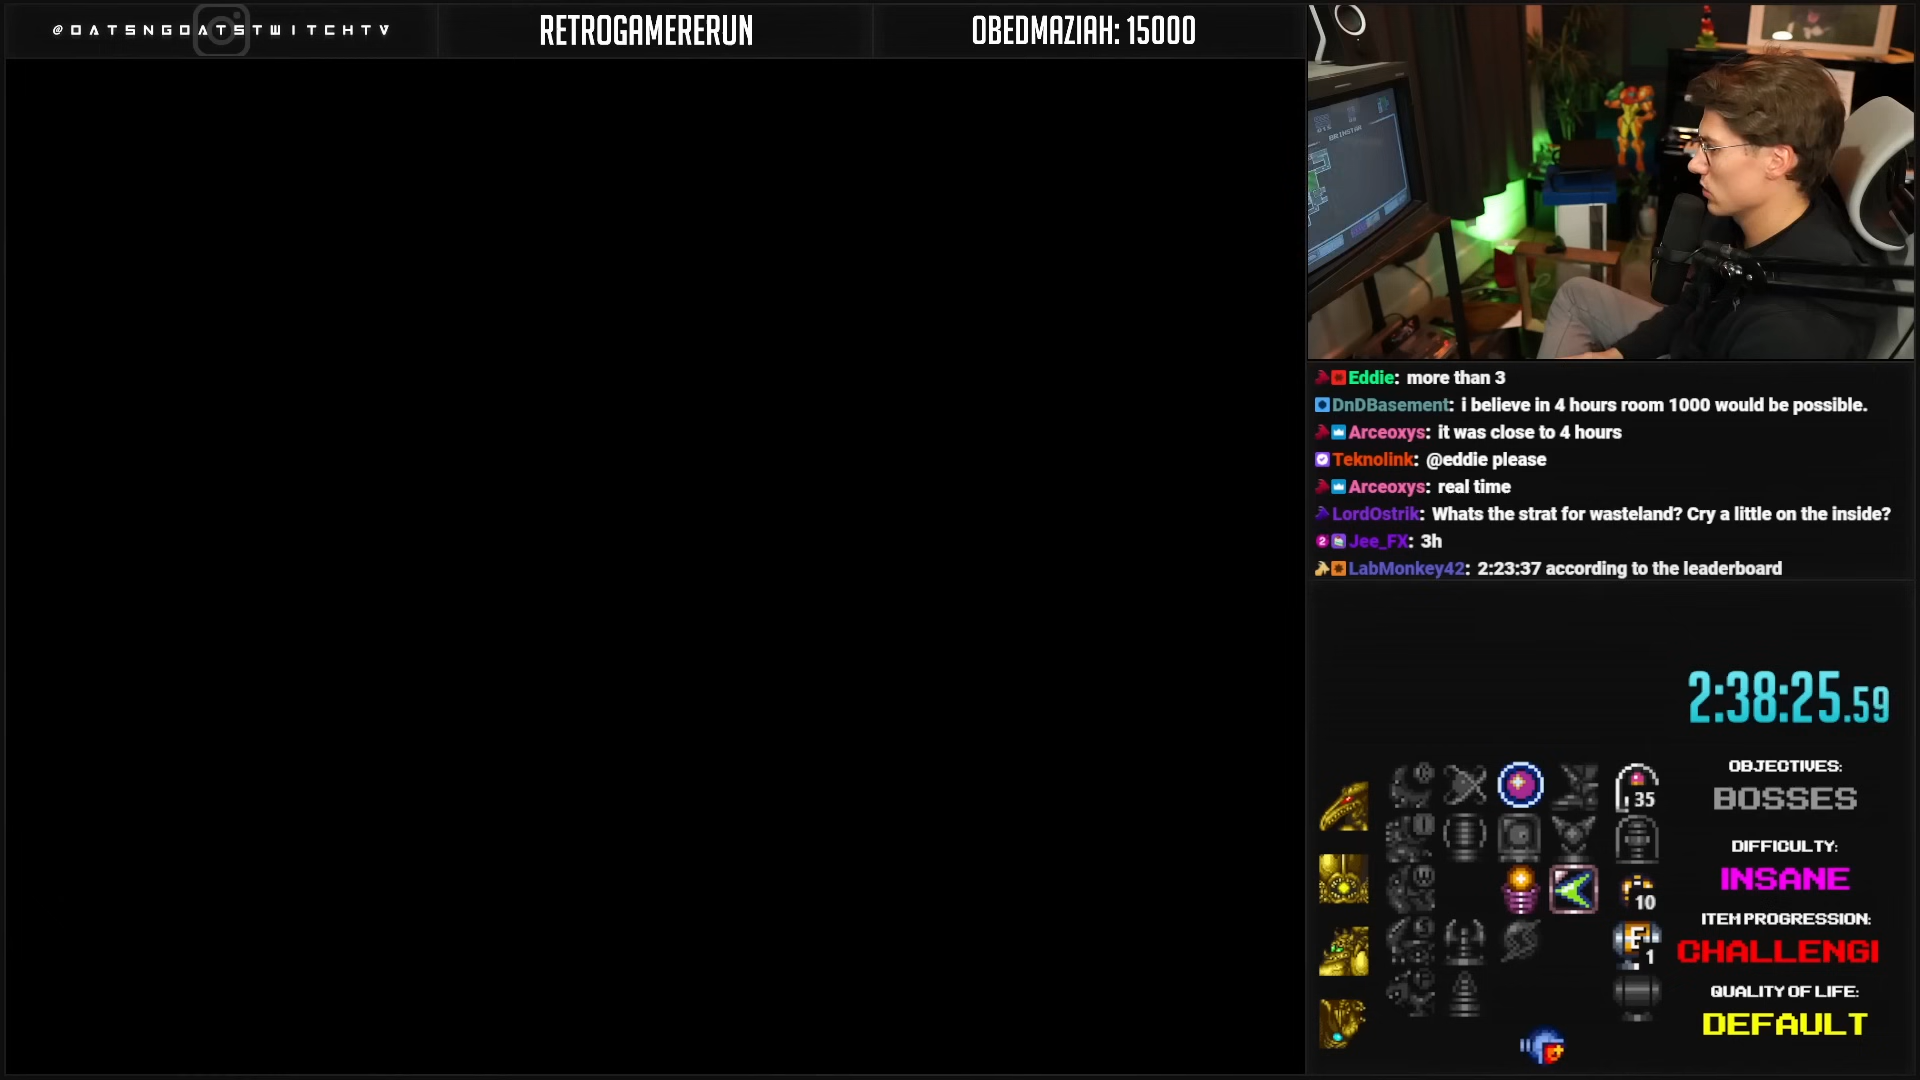 @OATSNGOATSTWITCHTV
RETROGAMERERUN
OBEDMAZIAH: 15000
BRINSTAR
Eddie: more than 3
DnDBasement: i believe in 4 hours room 1000 would be possible.
Arceoxys: it was close to 4 hours
Teknolink: @eddie please
Arceoxys: real time
LordOstrik: Whats the strat for wasteland? Cry a little on the inside?
2 Jee_FX: 3h
LabMonkey42: 2:23:37 according to the leaderboard
2:38:25.59
OBJECTIVES:
BOSSES
35
DIFFICULTY:
INSANE
10
ITEM PROGRESSION:
CHALLENGI
E
1
QUALITY OF LIFE:
DEFAULT